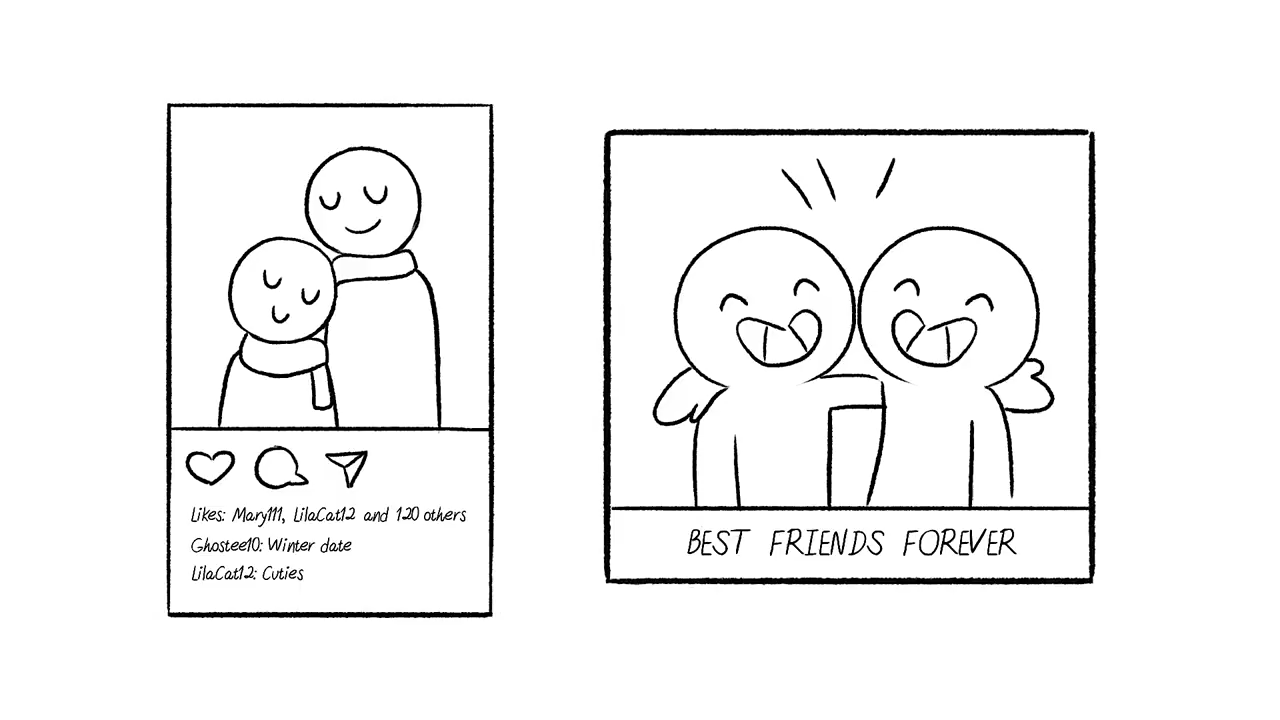 Likes: Mary111, LilaCat12 and 120 others
Ghostee10: Winter date
LilaCat12: Cuties
BEST FRIENDS FOREVER